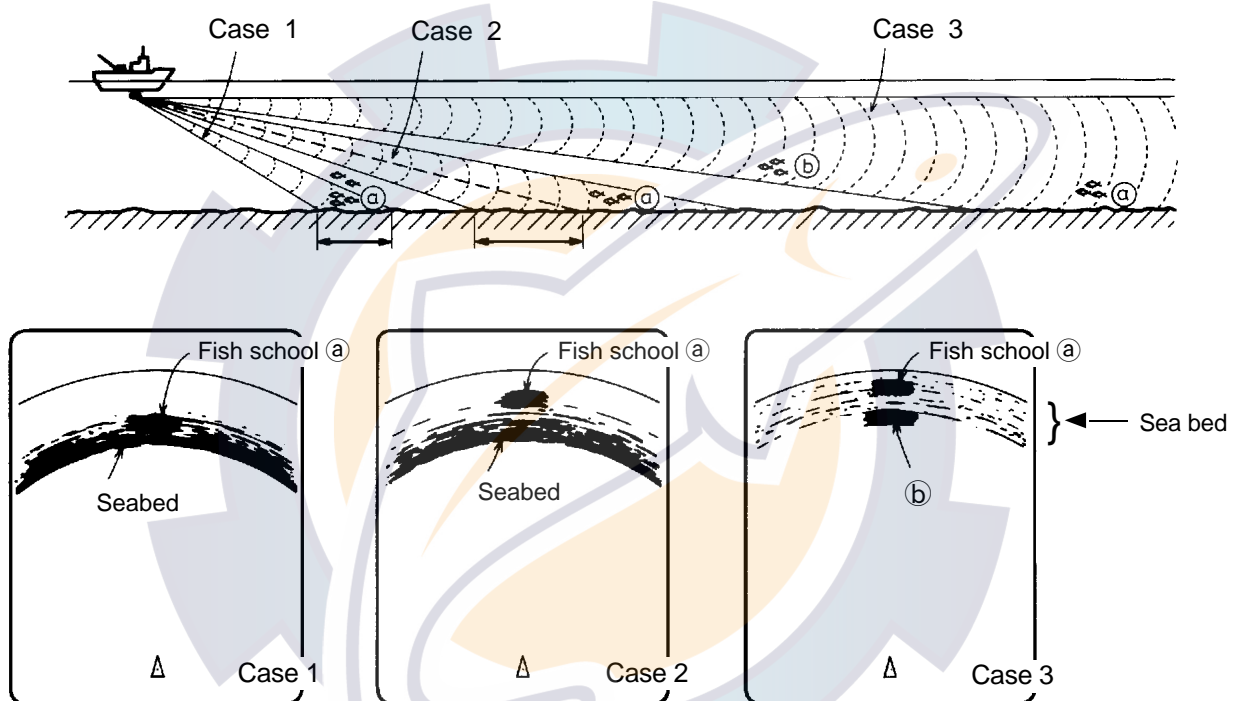 Case 1
Case 2
Case 3
ⓑ
ⓐ
ⓐ
ⓐ
Fish school ⓐ
Seabed
Case 1
Fish school ⓐ
Seabed
Case 2
Fish school ⓐ
Sea bed
ⓑ
Case 3